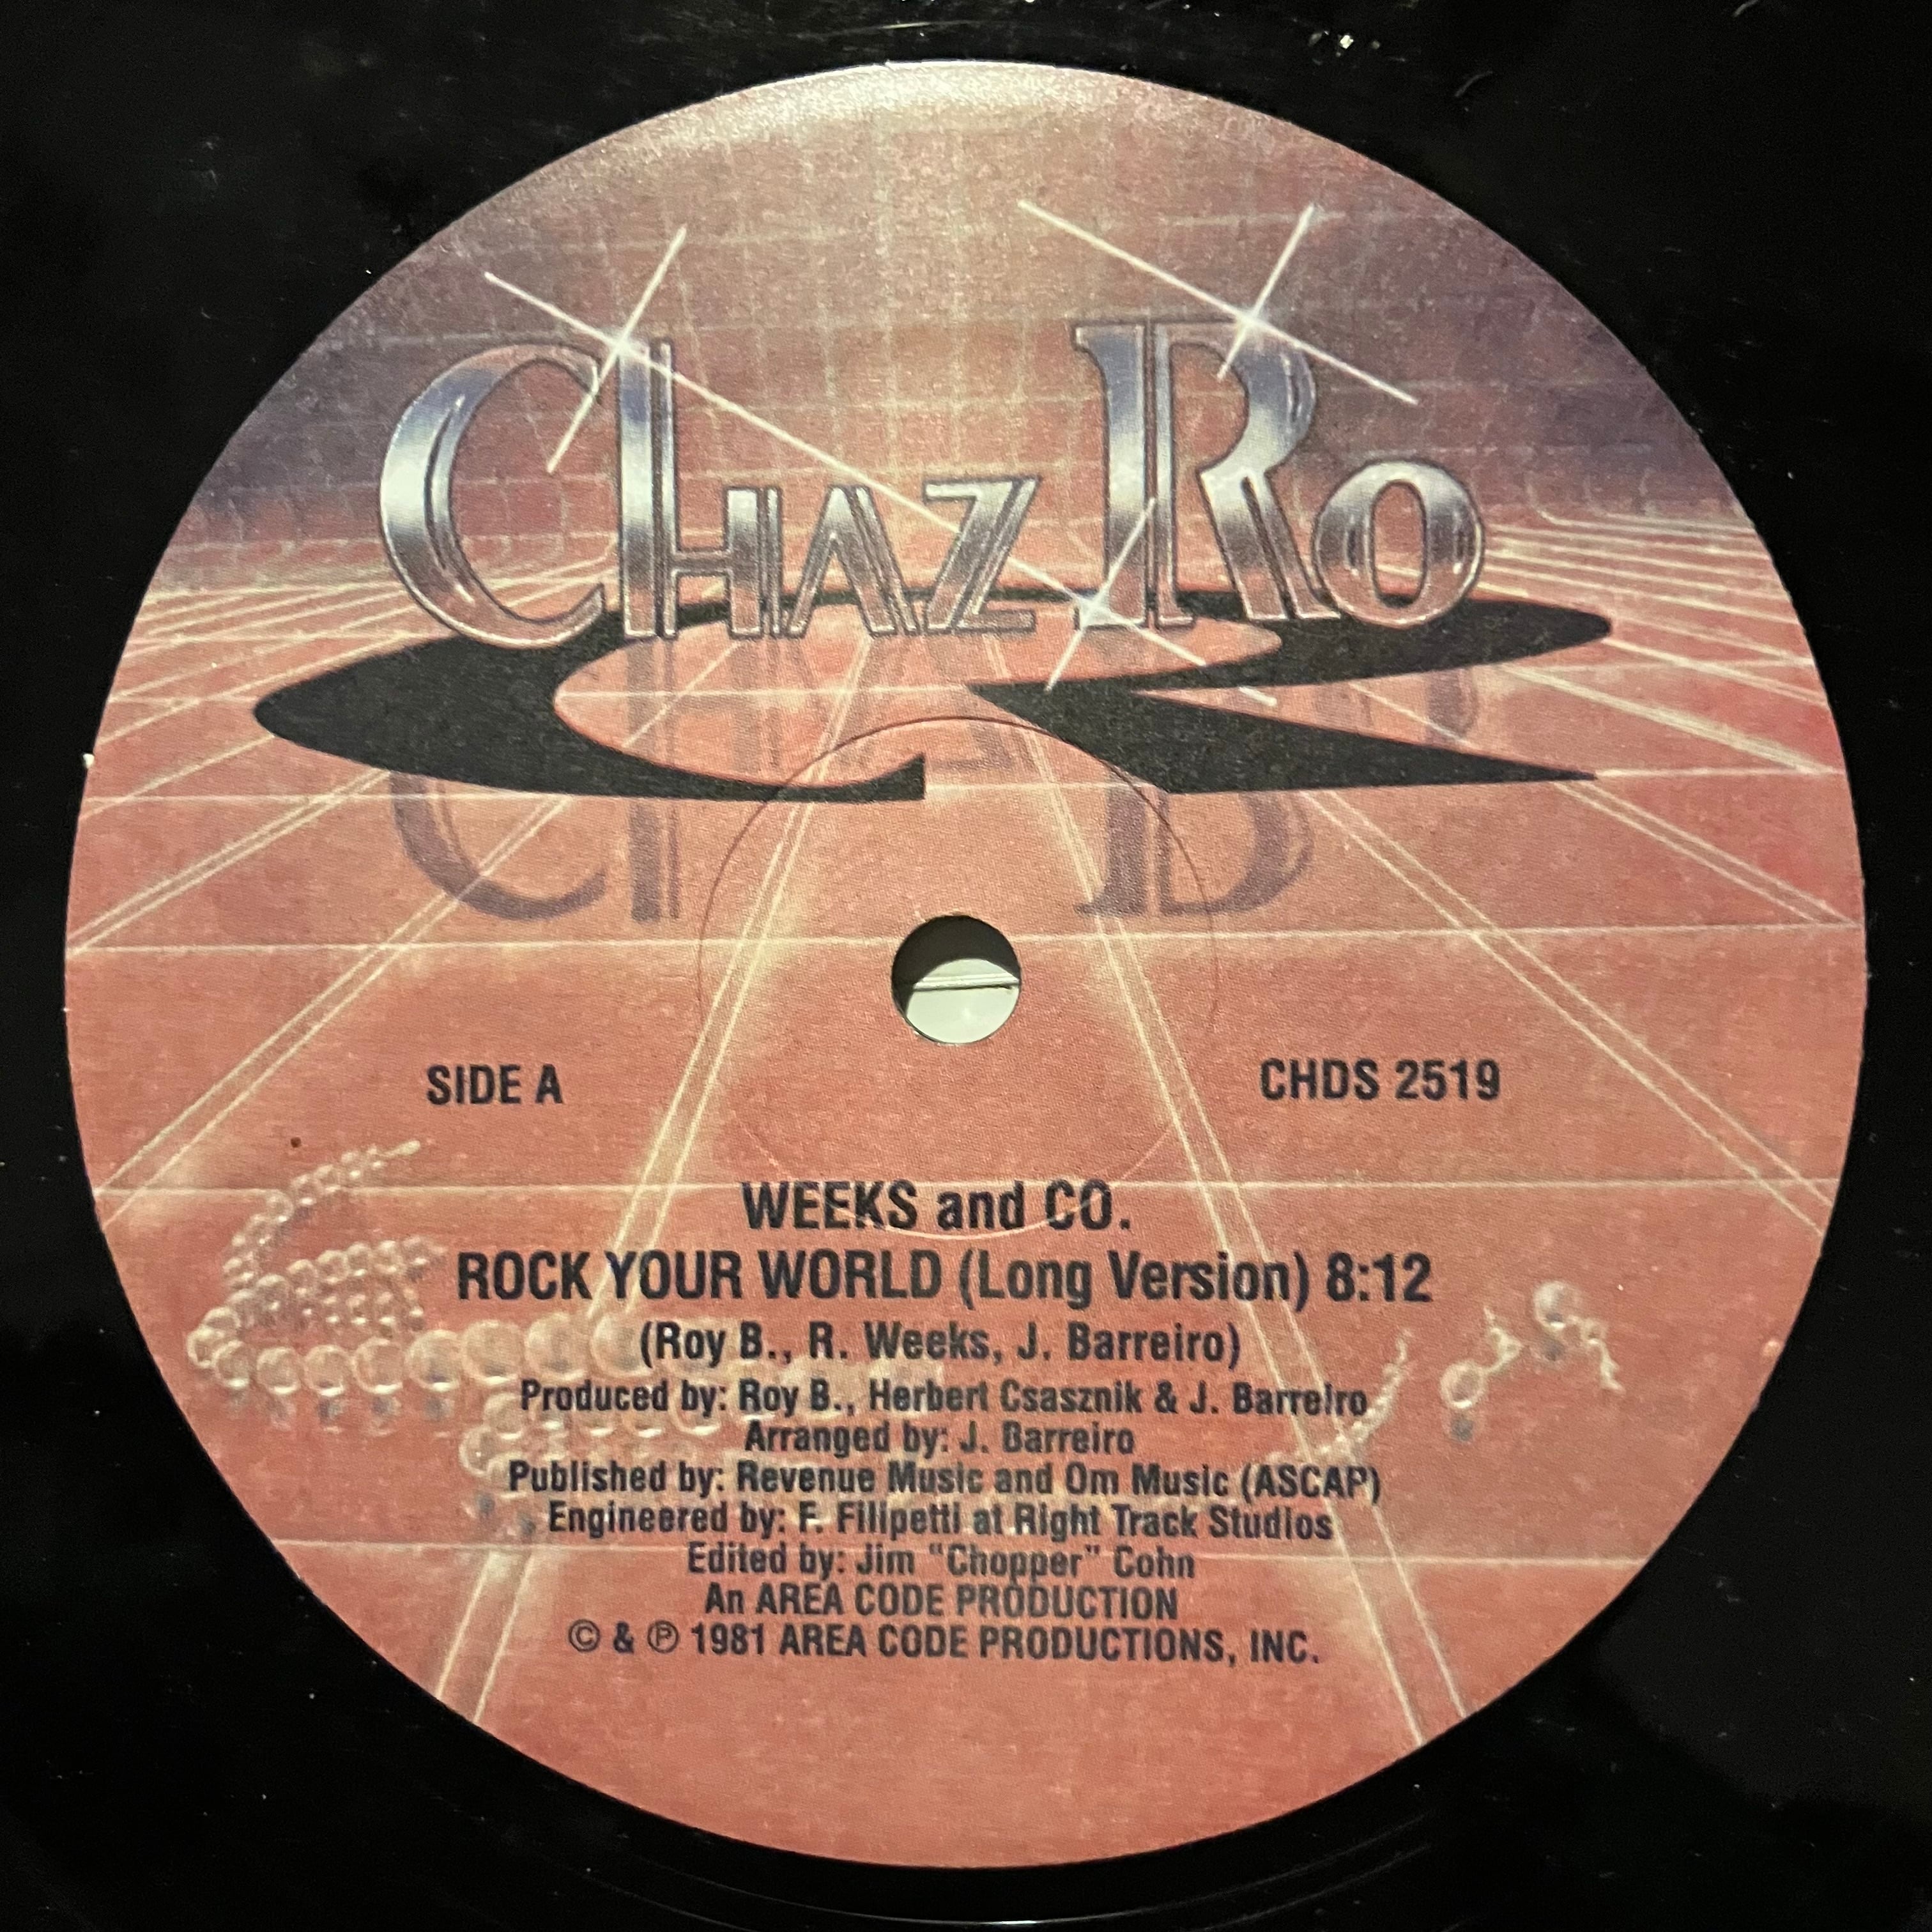 Chaz Ro
SIDE A
CHDS 2519
WEEKS and CO.
ROCK YOUR WORLD (Long Version) 8:12
(Roy B., R. Weeks, J. Barreiro)
Produced by: Roy B., Herbert Csasznik & J. Barreiro
Arranged by: J. Barreiro
Published by: Revenue Music and Om Music (ASCAP)
Engineered by: F. Filipetti at Right Track Studios
Edited by: Jim "Chopper" Cohn
An AREA CODE PRODUCTION
© & ℗ 1981 AREA CODE PRODUCTIONS, INC.